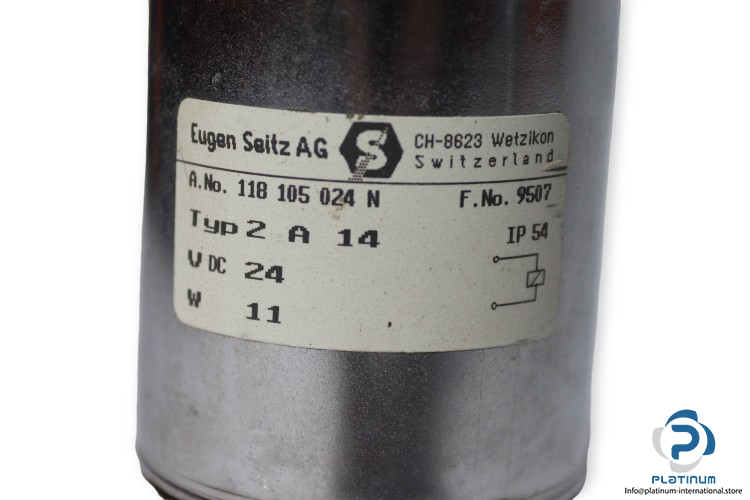 Eugen Seitz AG S CH-8623 Wetzikon
Switzerland
A.No. 118 105 024 N F.No. 9507
Typ 2 A 14 IP 54
V DC 24
W 11
P
PLATINUM
Info@platinum-international.store